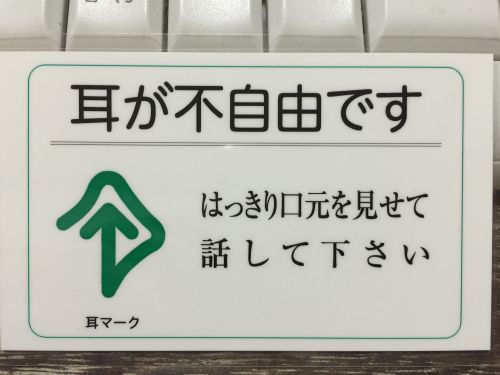 耳が不自由です
はっきり口元を見せて
話して下さい
耳マーク